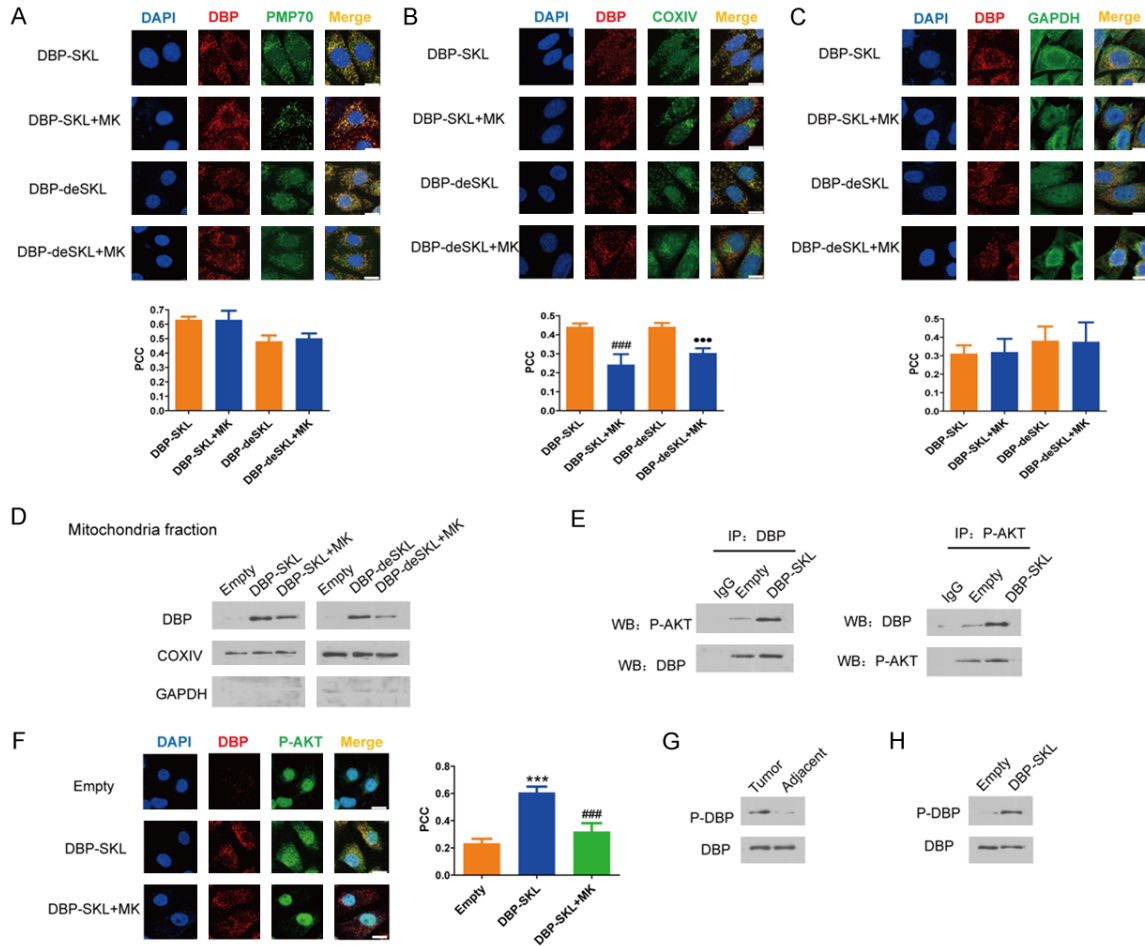 A
DAPI DBP PMP70 Merge
DBP-SKL
DBP-SKL+MK
DBP-deSKL
DBP-deSKL+MK
PCC
0.7
0.6
0.5
0.4
0.3
0.2
0.1
0.0
DBP-SKL
DBP-SKL+MK
DBP-deSKL
DBP-deSKL+MK
B
DAPI DBP COXIV Merge
DBP-SKL
DBP-SKL+MK
DBP-deSKL
DBP-deSKL+MK
PCC
0.5
0.4
0.3
0.2
0.1
0.0
###
•••
DBP-SKL
DBP-SKL+MK
DBP-deSKL
DBP-deSKL+MK
C
DAPI DBP GAPDH Merge
DBP-SKL
DBP-SKL+MK
DBP-deSKL
DBP-deSKL+MK
PCC
0.5
0.4
0.3
0.2
0.1
0.0
DBP-SKL
DBP-SKL+MK
DBP-deSKL
DBP-deSKL+MK
D
Mitochondria fraction
Empty DBP-SKL DBP-SKL+MK Empty DBP-deSKL DBP-deSKL+MK
DBP
COXIV
GAPDH
E
IP: DBP
IgG Empty DBP-SKL
WB: P-AKT
WB: DBP
IP: P-AKT
IgG Empty DBP-SKL
WB: DBP
WB: P-AKT
F
DAPI DBP P-AKT Merge
Empty
DBP-SKL
DBP-SKL+MK
PCC
0.8
0.6
0.4
0.2
0.0
***
###
Empty
DBP-SKL
DBP-SKL+MK
G
Tumor Adjacent
P-DBP
DBP
H
Empty DBP-SKL
P-DBP
DBP